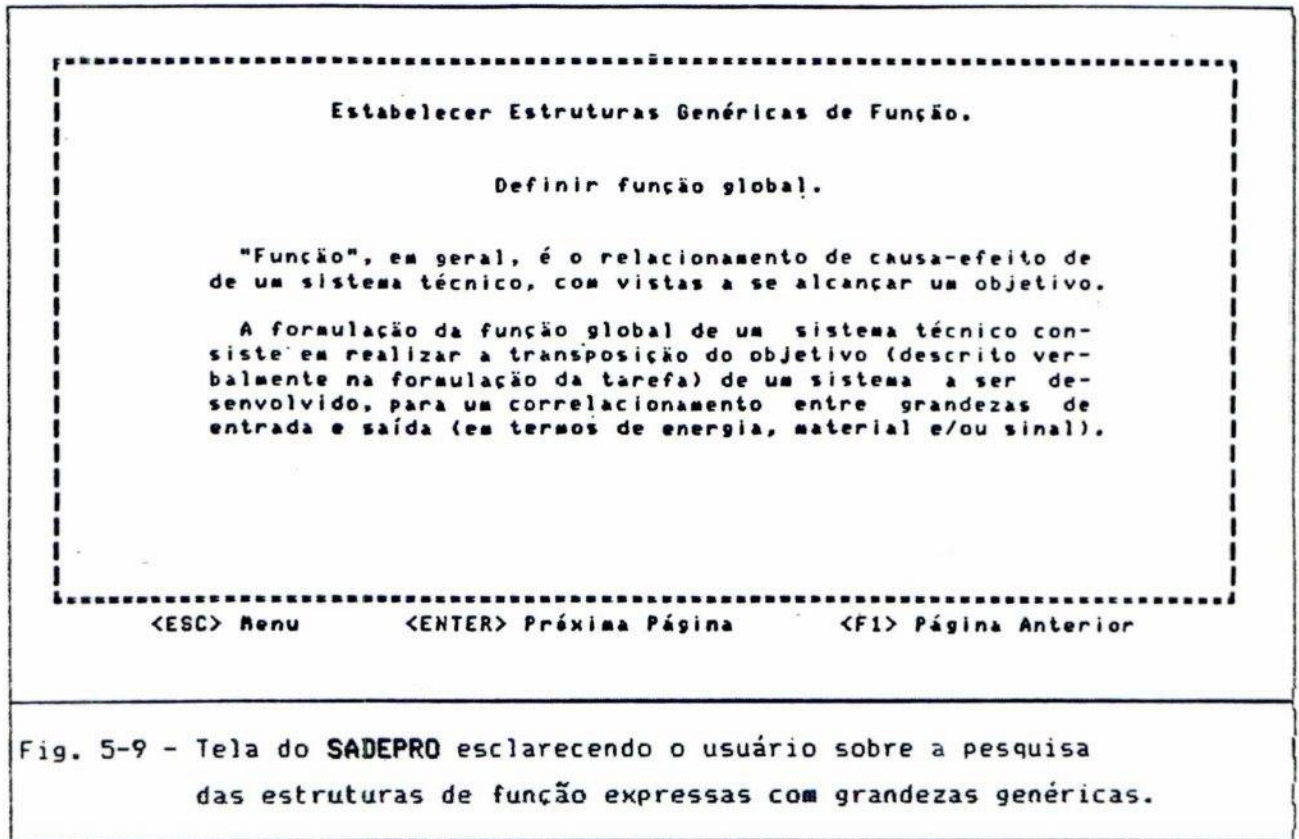 Estabelecer Estruturas Genéricas de Função.
Definir função global.
"Função", em geral, é o relacionamento de causa-efeito de
de um sistema técnico, com vistas a se alcançar um objetivo.
A formulação da função global de um sistema técnico con-
siste em realizar a transposição do objetivo (descrito ver-
balmente na formulação da tarefa) de um sistema a ser de-
senvolvido, para um correlacionamento entre grandezas de
entrada e saída (em termos de energia, material e/ou sinal).
<ESC> Menu <ENTER> Próxima Página <F1> Página Anterior
Fig. 5-9 - Tela do SADEPRO esclarecendo o usuário sobre a pesquisa
das estruturas de função expressas com grandezas genéricas.